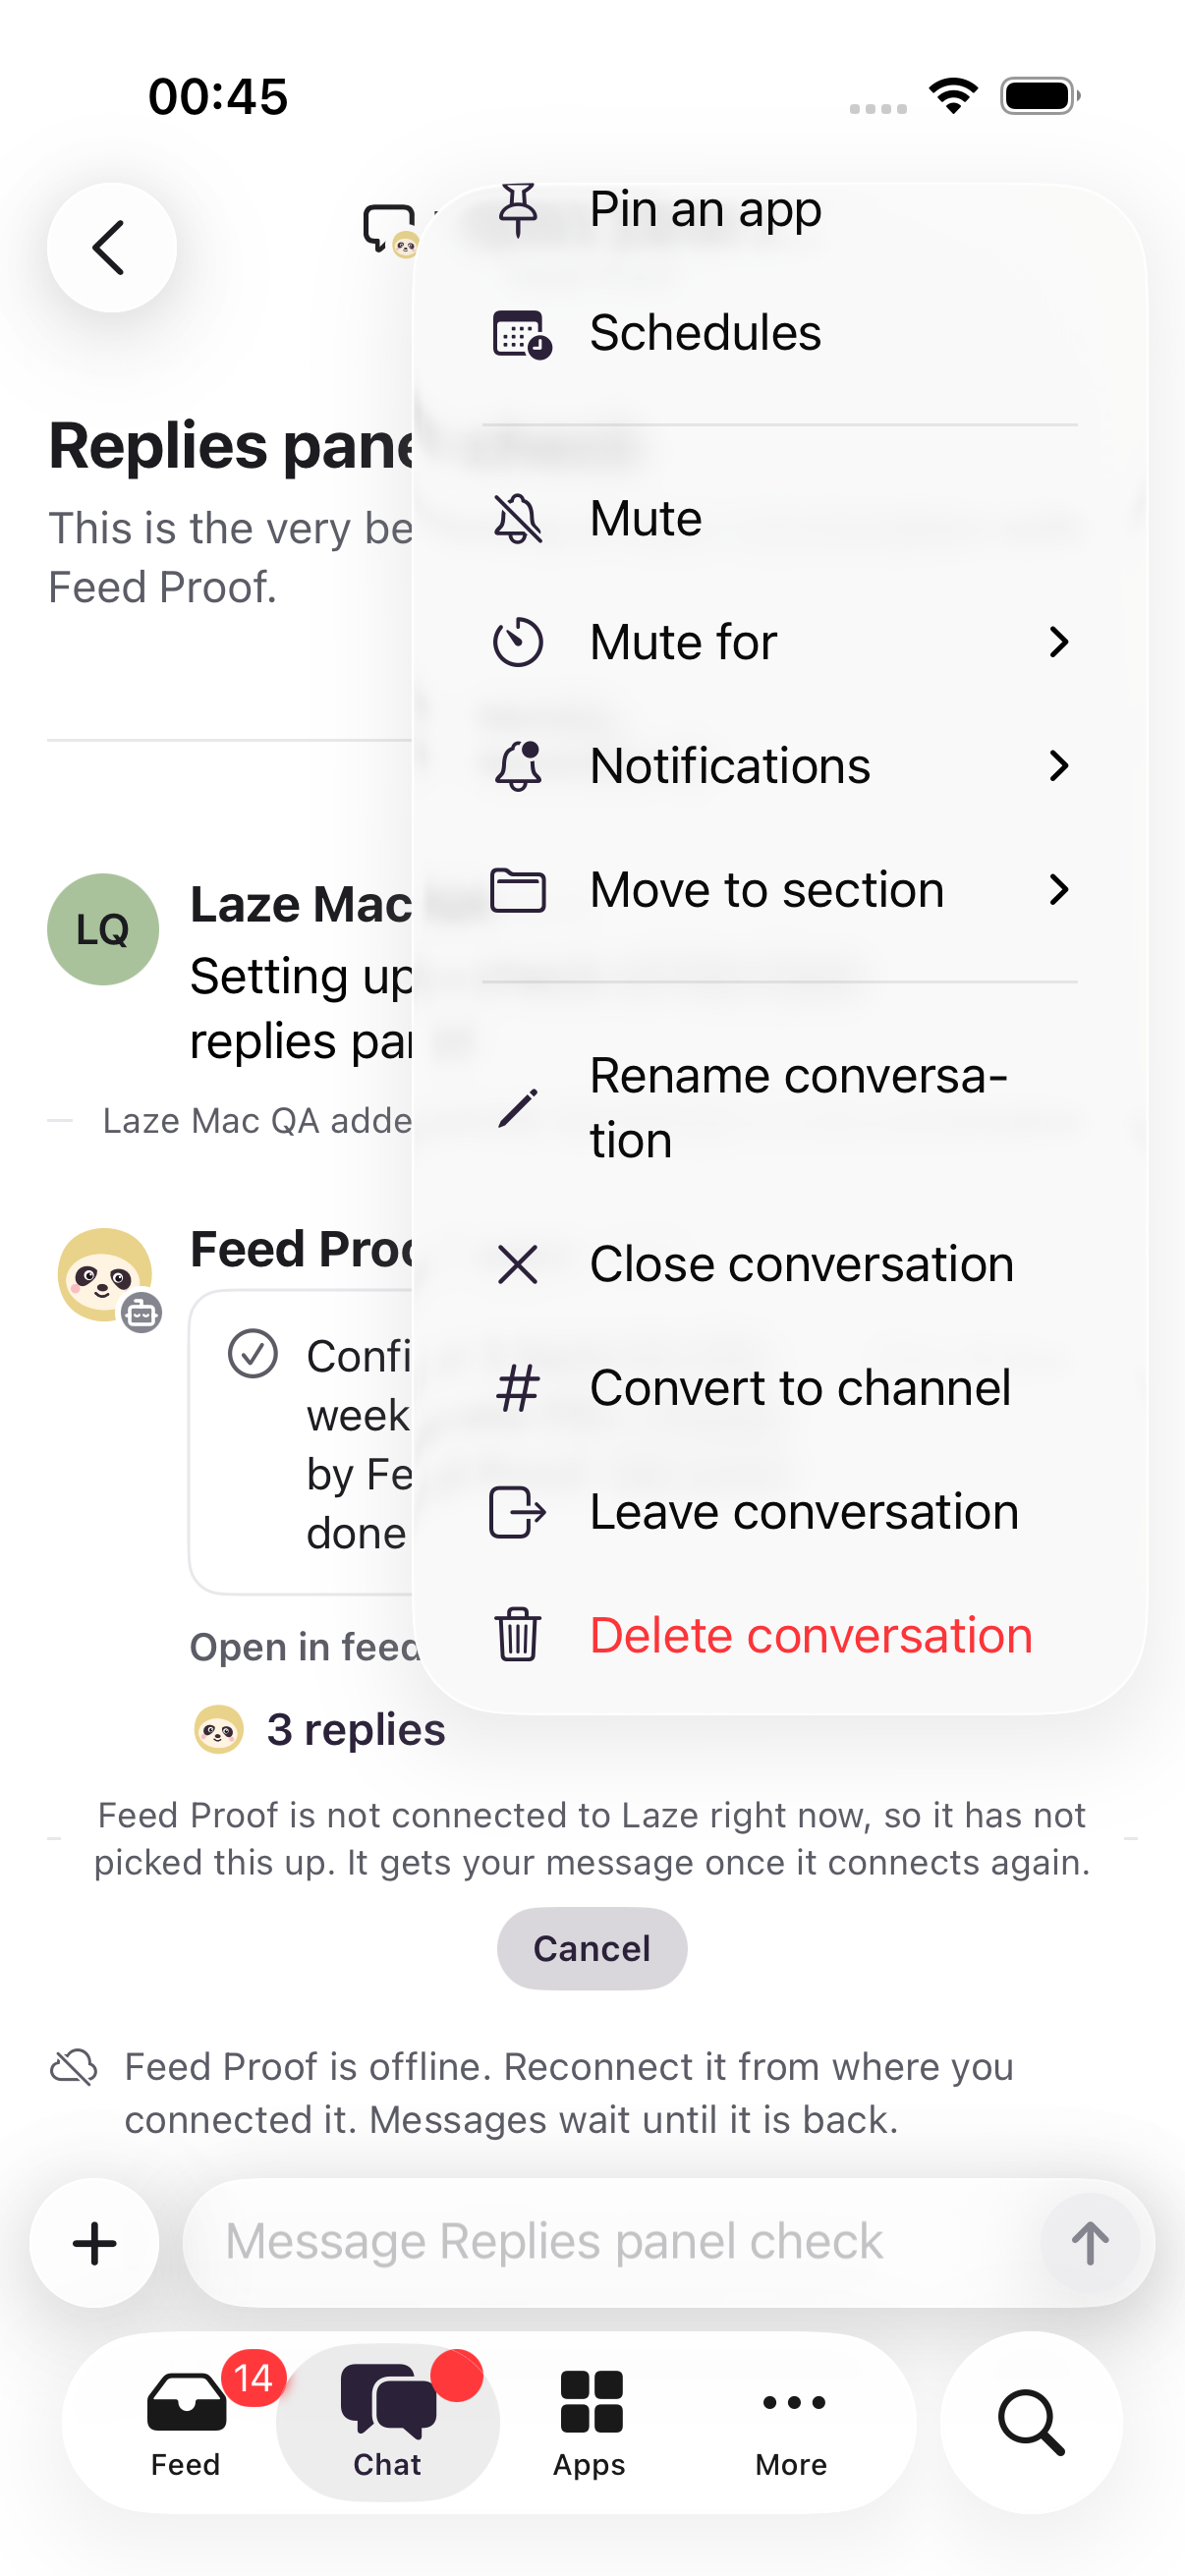 00:45
Pin an app
Schedules
Replies pane
Mute
This is the very be
Feed Proof.
Mute for
Notifications
Move to section
LQ
Laze Mac
Setting up
replies pa
Laze Mac QA adde
Rename conversa-
tion
Feed Proo
Close conversation
Confi
Convert to channel
week
by Fe
Leave conversation
done
Delete conversation
Open in feed
3 replies
Feed Proof is not connected to Laze right now, so it has not
picked this up. It gets your message once it connects again.
Cancel
Feed Proof is offline. Reconnect it from where you
connected it. Messages wait until it is back.
Message Replies panel check
14
Feed
Chat
Apps
More